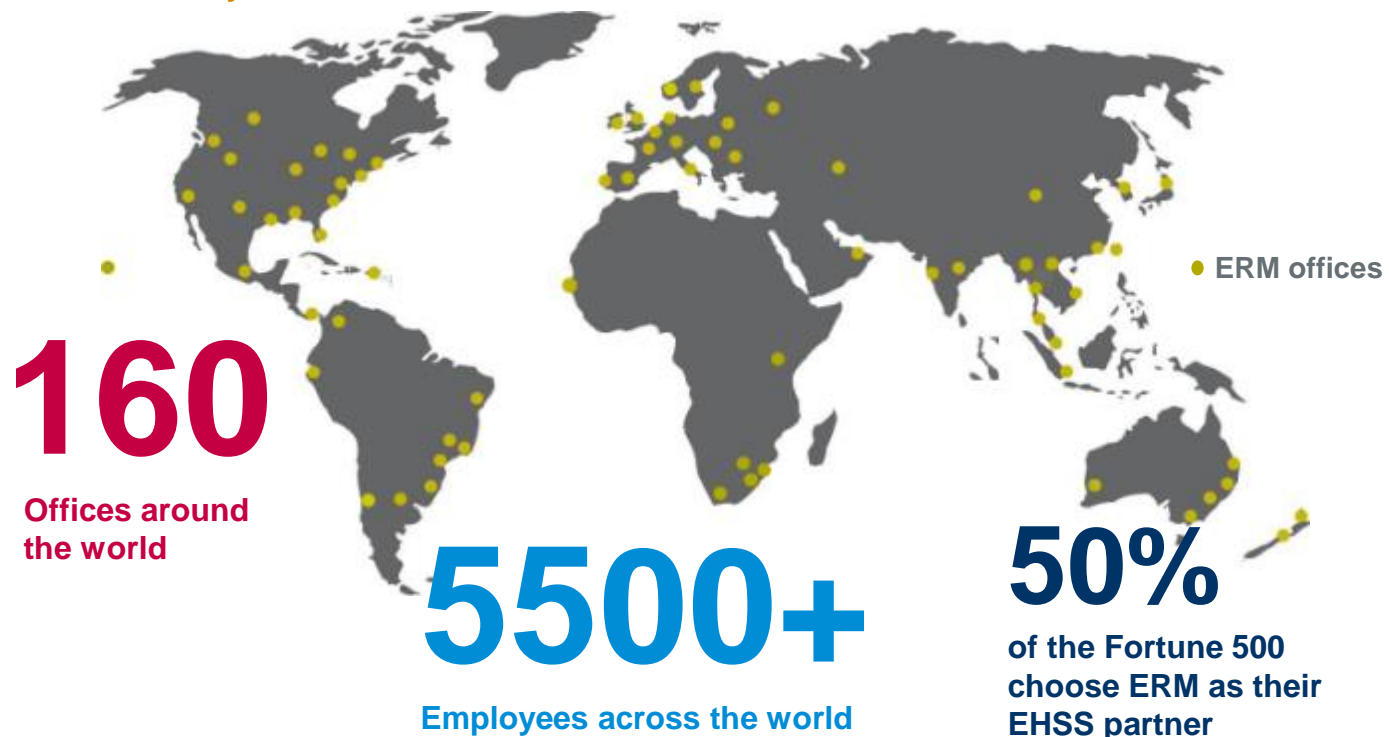 ERM offices
160
Offices around
the world
5500+
Employees across the world
50%
of the Fortune 500
choose ERM as their
EHSS partner